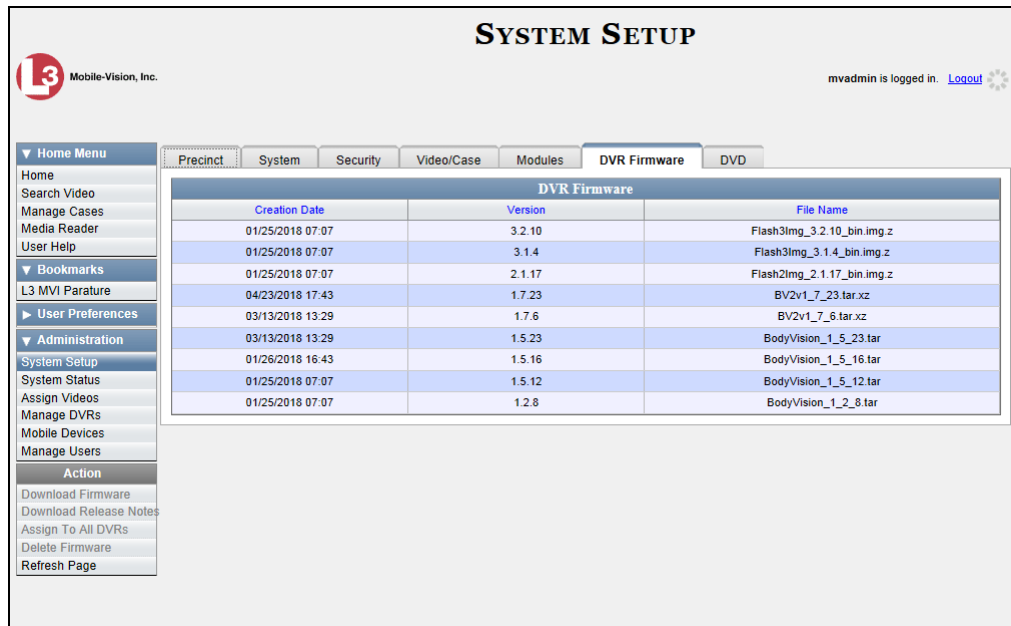 SYSTEM SETUP
L3 Mobile-Vision, Inc.
mvadmin is logged in. Logout
▼ Home Menu
Home
Search Video
Manage Cases
Media Reader
User Help
▼ Bookmarks
L3 MVI Parature
▶ User Preferences
▼ Administration
System Setup
System Status
Assign Videos
Manage DVRs
Mobile Devices
Manage Users
Action
Download Firmware
Download Release Notes
Assign To All DVRs
Delete Firmware
Refresh Page
Precinct System Security Video/Case Modules DVR Firmware DVD
DVR Firmware
Creation Date Version File Name
01/25/2018 07:07 3.2.10 Flash3Img_3.2.10_bin.img.z
01/25/2018 07:07 3.1.4 Flash3Img_3.1.4_bin.img.z
01/25/2018 07:07 2.1.17 Flash2Img_2.1.17_bin.img.z
04/23/2018 17:43 1.7.23 BV2v1_7_23.tar.xz
03/13/2018 13:29 1.7.6 BV2v1_7_6.tar.xz
03/13/2018 13:29 1.5.23 BodyVision_1_5_23.tar
01/26/2018 16:43 1.5.16 BodyVision_1_5_16.tar
01/25/2018 07:07 1.5.12 BodyVision_1_5_12.tar
01/25/2018 07:07 1.2.8 BodyVision_1_2_8.tar